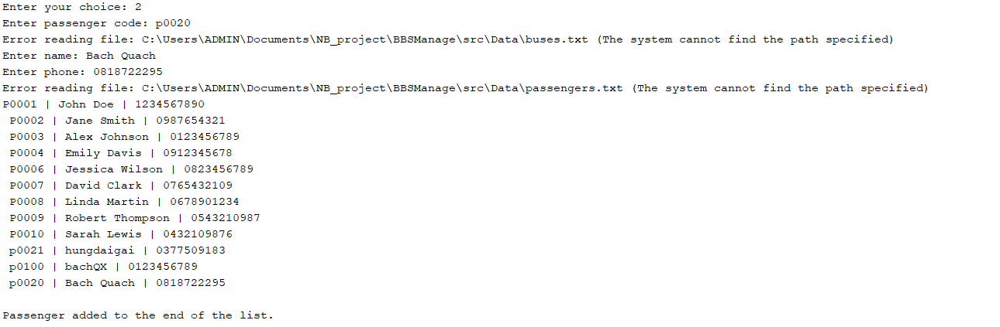 Enter your choice: 2
Enter passenger code: p0020
Error reading file: C:\Users\ADMIN\Documents\NB_project\BBSManage\src\Data\buses.txt (The system cannot find the path specified)
Enter name: Bach Quach
Enter phone: 0818722295
Error reading file: C:\Users\ADMIN\Documents\NB_project\BBSManage\src\Data\passengers.txt (The system cannot find the path specified)
P0001 | John Doe | 1234567890
P0002 | Jane Smith | 0987654321
P0003 | Alex Johnson | 0123456789
P0004 | Emily Davis | 0912345678
P0006 | Jessica Wilson | 0823456789
P0007 | David Clark | 0765432109
P0008 | Linda Martin | 0678901234
P0009 | Robert Thompson | 0543210987
P0010 | Sarah Lewis | 0432109876
p0021 | hungdaigai | 0377509183
p0100 | bachQX | 0123456789
p0020 | Bach Quach | 0818722295
Passenger added to the end of the list.